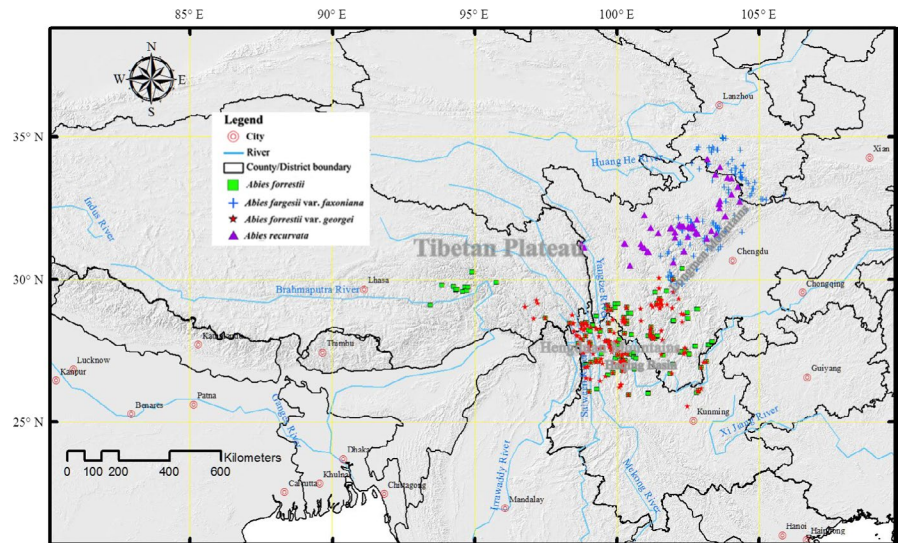 85° E
90° E
95° E
100° E
105° E
N
W E
S
Lanzhou
Legend
City
River
County/District boundary
Abies forrestii
Abies fargesii var. faxoniana
Abies forrestii var. georgei
Abies recurvata
35° N
Xian
Huang He River
Indus River
Tibetan Plateau
Yangtze River
Chengdu
30° N
Lhasa
Brahmaputra River
Chongqing
Thimbu
Lucknow
Kanpur
Guiyang
Patna
Benares
25° N
Ganges River
Kunming
Xi Jiang River
Dhaka
Kilometers
0 100 200 400 600
Khulna
Calcutta
Chittagong
Irrawaddy River
Mekong River
Mandalay
Hanoi
Haiphong